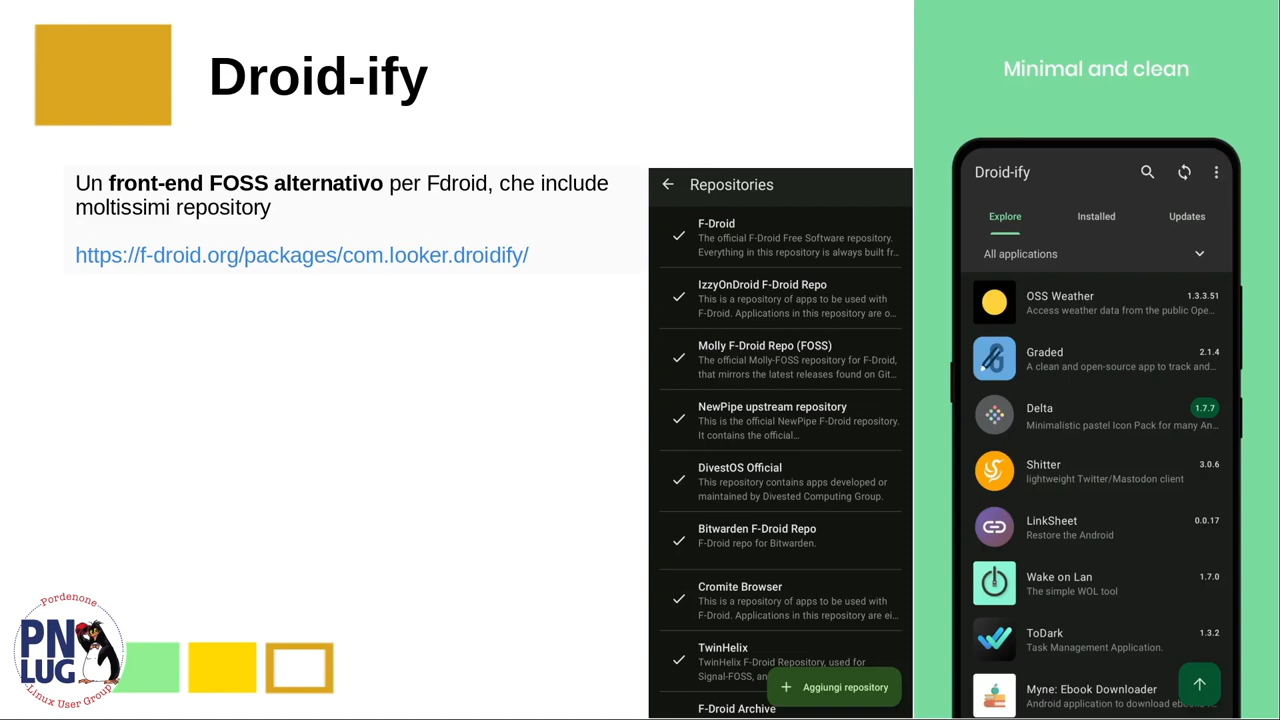 Droid-ify
Un front-end FOSS alternativo per Fdroid, che include
moltissimi repository
https://f-droid.org/packages/com.looker.droidify/
Pordenone
PN
LUG
Linux User Group
Repositories
F-Droid
The official F-Droid Free Software repository.
Everything in this repository is always built fr…
IzzyOnDroid F-Droid Repo
This is a repository of apps to be used with
F-Droid. Applications in this repository are o…
Molly F-Droid Repo (FOSS)
The official Molly-FOSS repository for F-Droid,
that mirrors the latest releases found on Git…
NewPipe upstream repository
This is the official NewPipe F-Droid repository.
It contains the official…
DivestOS Official
This repository contains apps developed or
maintained by Divested Computing Group.
Bitwarden F-Droid Repo
F-Droid repo for Bitwarden.
Cromite Browser
This is a repository of apps to be used with
F-Droid. Applications in this repository are ei…
TwinHelix
TwinHelix F-Droid Repository, used for
Signal-FOSS, an
+ Aggiungi repository
F-Droid Archive
Minimal and clean
Droid-ify
Explore Installed Updates
All applications
OSS Weather 1.3.3.51
Access weather data from the public Ope…
Graded 2.1.4
A clean and open-source app to track and…
Delta 1.7.7
Minimalistic pastel Icon Pack for many An…
Shitter 3.0.6
lightweight Twitter/Mastodon client
LinkSheet 0.0.17
Restore the Android
Wake on Lan 1.7.0
The simple WOL tool
ToDark 1.3.2
Task Management Application.
Myne: Ebook Downloader
Android application to download